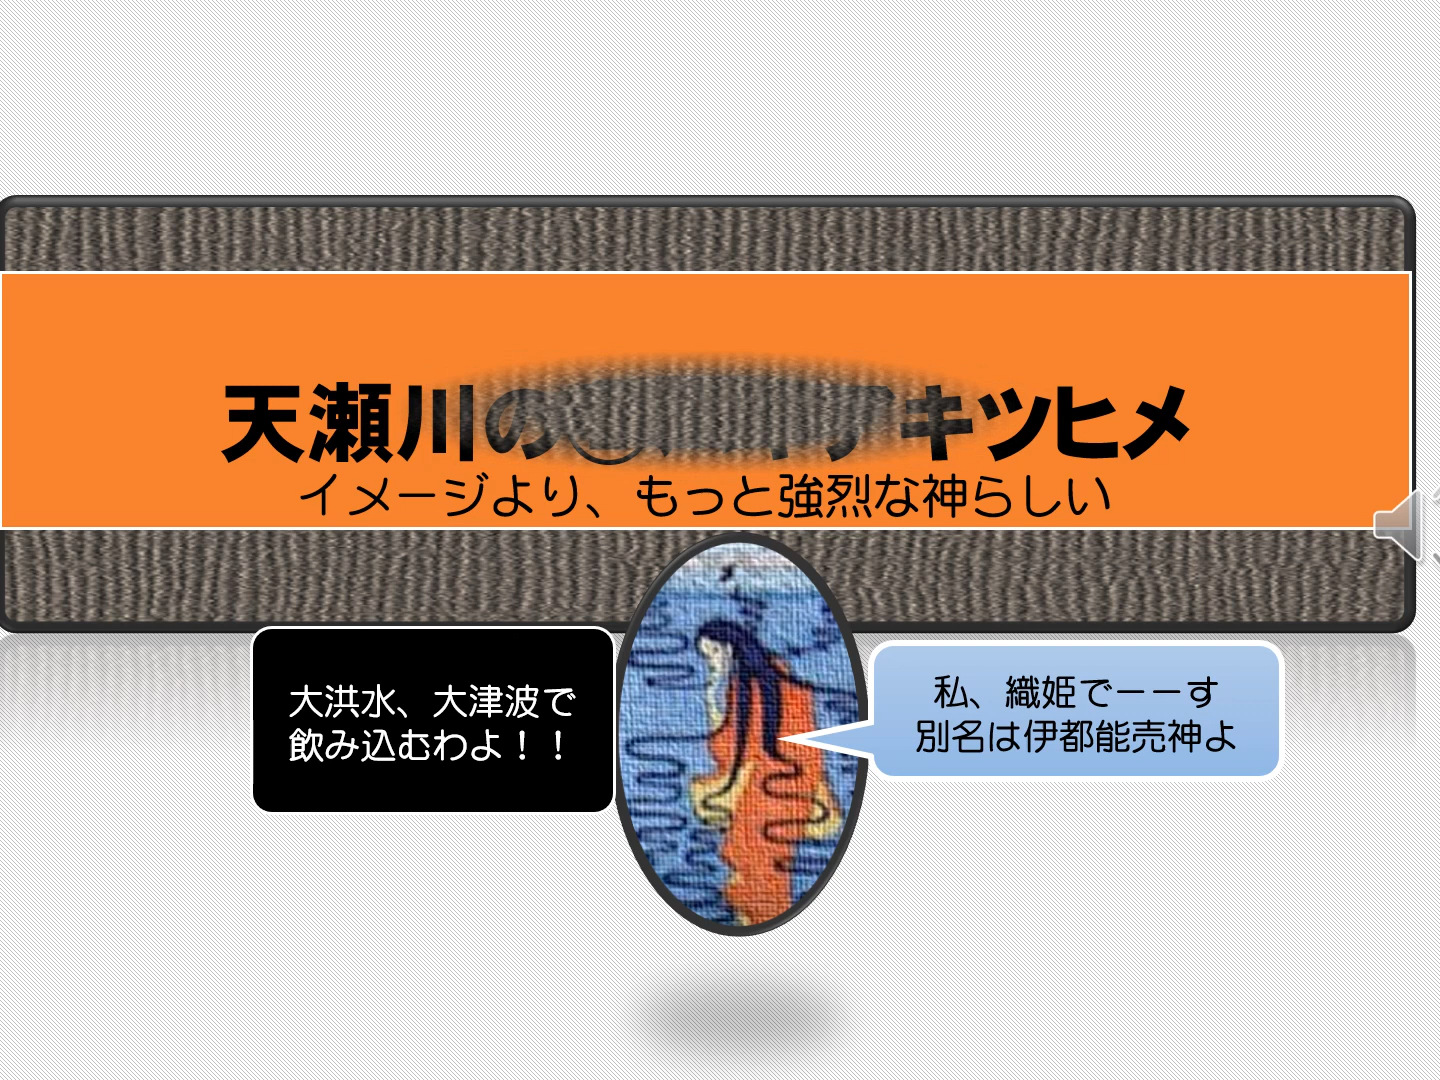 天瀬川の アキツヒメ
イメージより、もっと強烈な神らしい
大洪水、大津波で
飲み込むわよ！！
私、織姫でーーす
別名は伊都能売神よ